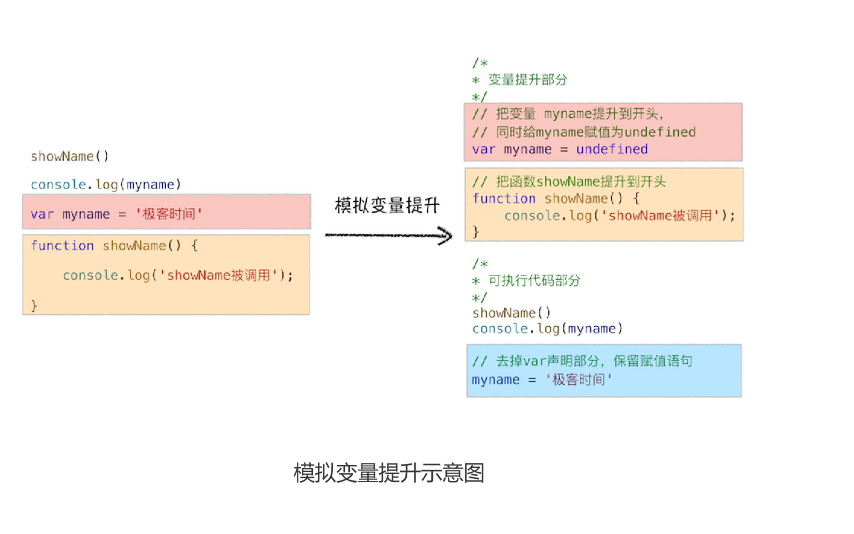 showName()
console.log(myname)
var myname = '极客时间'
function showName() {
console.log('showName被调用');
}
模拟变量提升
/*
* 变量提升部分
*/
// 把变量 myname提升到开头，
// 同时给myname赋值为undefined
var myname = undefined
// 把函数showName提升到开头
function showName() {
console.log('showName被调用');
}
/*
* 可执行代码部分
*/
showName()
console.log(myname)
// 去掉var声明部分，保留赋值语句
myname = '极客时间'
模拟变量提升示意图